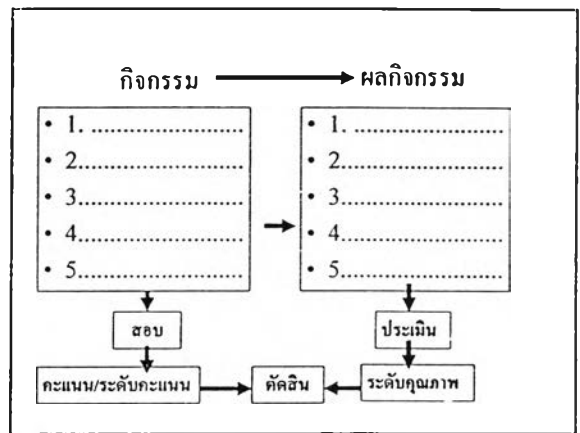 กิจกรรม ผลกิจกรรม
• 1. ........................
• 2..........................
• 3..........................
• 4..........................
• 5..........................
• 1. ........................
• 2..........................
• 3..........................
• 4..........................
• 5..........................
สอบ
ประเมิน
คะแนน/ระดับคะแนน
ตัดสิน
ระดับคุณภาพ